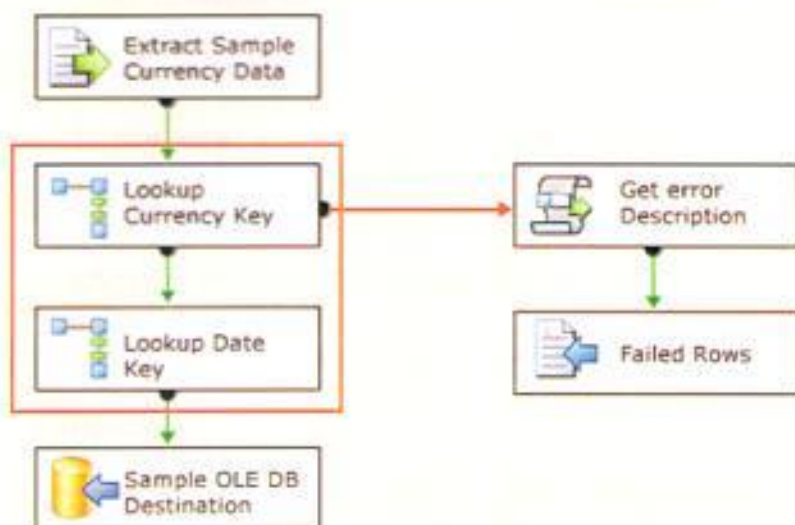 Extract Sample
Currency Data
Lookup
Currency Key
Get error
Description
Lookup Date
Key
Failed Rows
Sample OLE DB
Destination